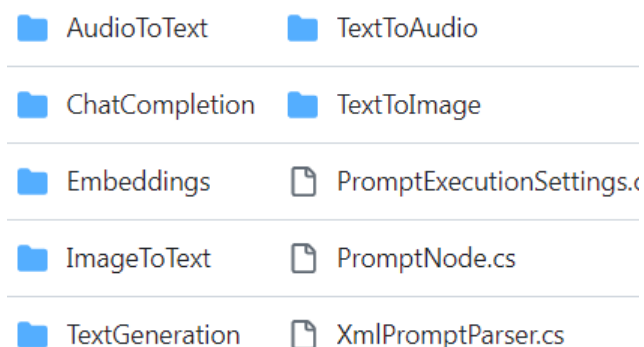 AudioToText
ChatCompletion
Embeddings
ImageToText
TextGeneration
TextToAudio
TextToImage
PromptExecutionSettings.c
PromptNode.cs
XmlPromptParser.cs